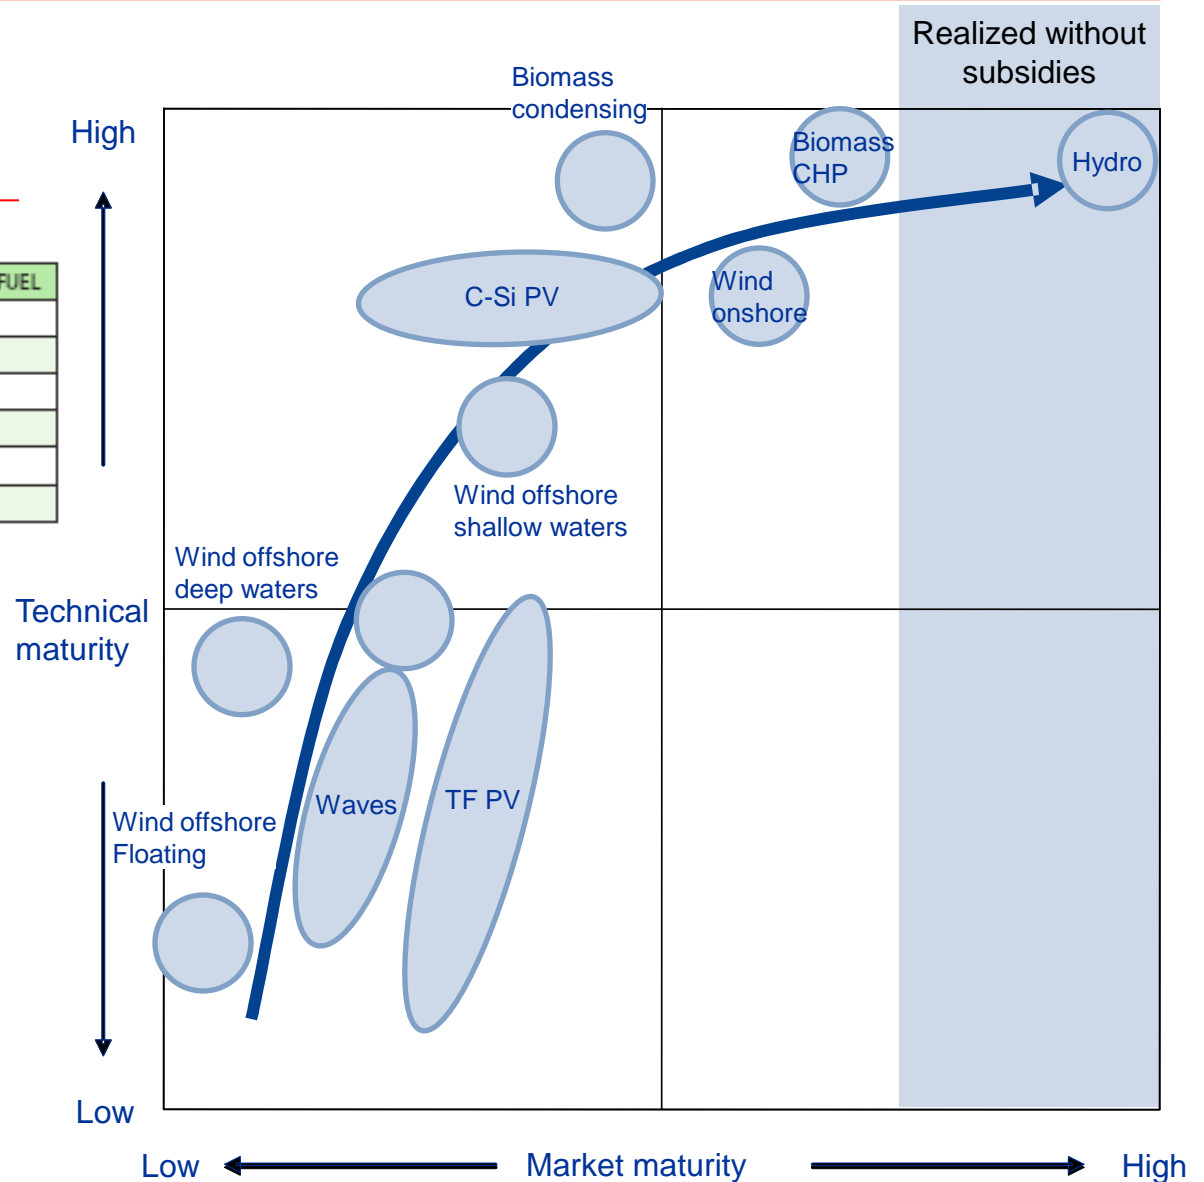 Realized without
subsidies
Biomass
condensing
High
Biomass
CHP
Hydro
FUEL
C-Si PV
Wind
onshore
Wind offshore
shallow waters
Wind offshore
deep waters
Technical
maturity
Waves
TF PV
Wind offshore
Floating
Low
Low
Market maturity
High